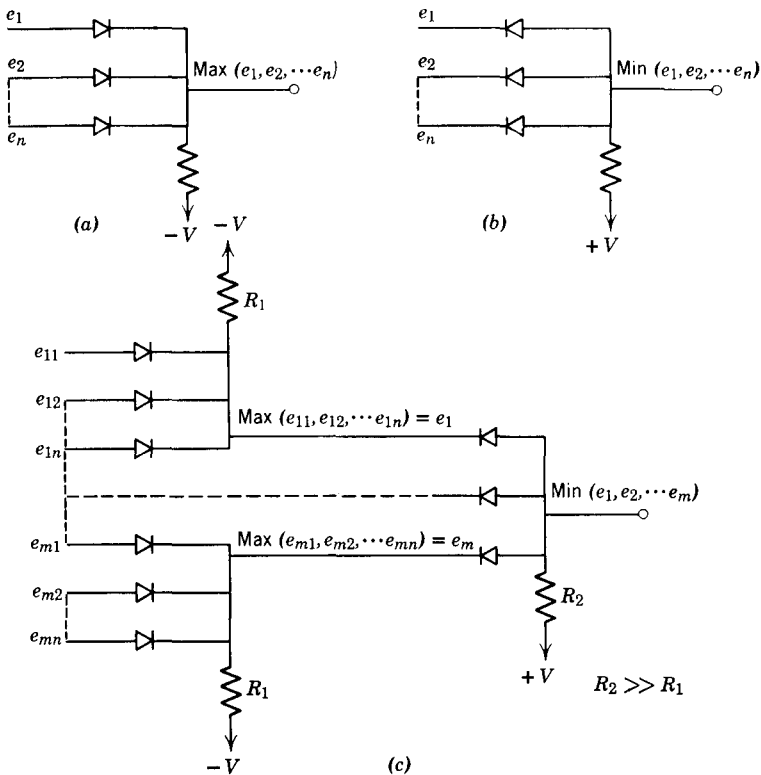 e₁
e₂
eₙ
Max (e₁, e₂, ⋯eₙ)
−V
(a)
e₁
e₂
eₙ
Min (e₁, e₂, ⋯eₙ)
+V
(b)
−V
R₁
e₁₁
e₁₂
e₁ₙ
Max (e₁₁, e₁₂, ⋯e₁ₙ) = e₁
Min (e₁, e₂, ⋯eₘ)
eₘ₁
eₘ₂
eₘₙ
Max (eₘ₁, eₘ₂, ⋯eₘₙ) = eₘ
R₂
+V
R₂ >> R₁
R₁
−V
(c)